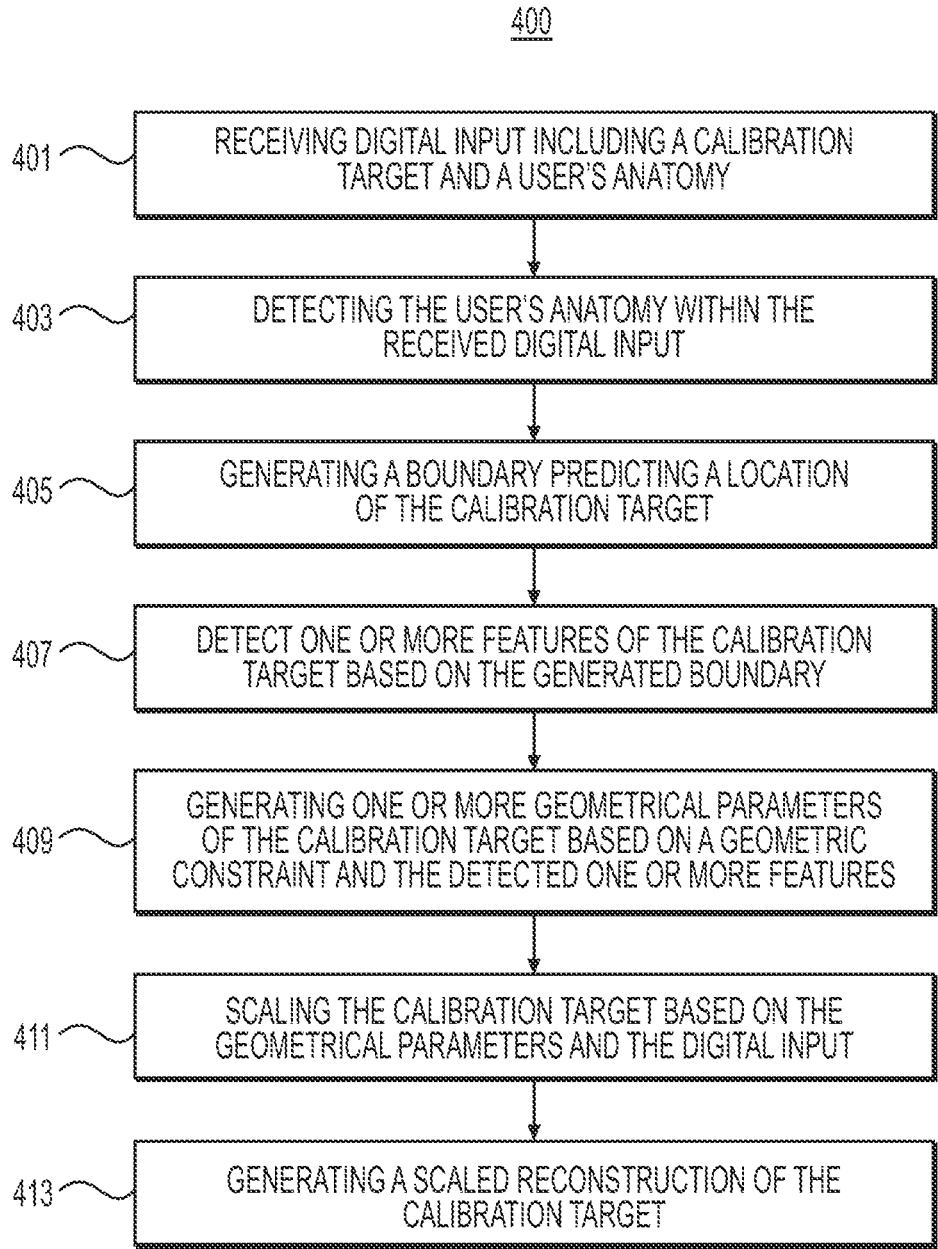 400
401
RECEIVING DIGITAL INPUT INCLUDING A CALIBRATION
TARGET AND A USER'S ANATOMY
403
DETECTING THE USER'S ANATOMY WITHIN THE
RECEIVED DIGITAL INPUT
405
GENERATING A BOUNDARY PREDICTING A LOCATION
OF THE CALIBRATION TARGET
407
DETECT ONE OR MORE FEATURES OF THE CALIBRATION
TARGET BASED ON THE GENERATED BOUNDARY
409
GENERATING ONE OR MORE GEOMETRICAL PARAMETERS
OF THE CALIBRATION TARGET BASED ON A GEOMETRIC
CONSTRAINT AND THE DETECTED ONE OR MORE FEATURES
411
SCALING THE CALIBRATION TARGET BASED ON THE
GEOMETRICAL PARAMETERS AND THE DIGITAL INPUT
413
GENERATING A SCALED RECONSTRUCTION OF THE
CALIBRATION TARGET